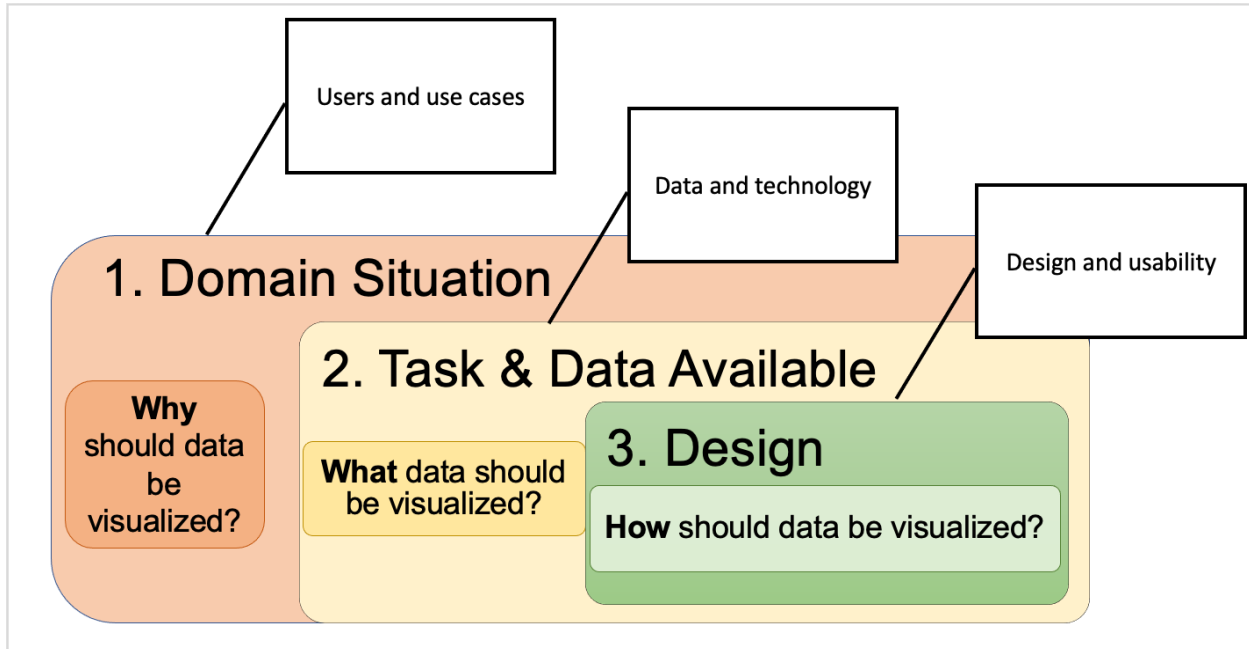 Users and use cases
Data and technology
Design and usability
1. Domain Situation
2. Task & Data Available
Why
should data
be
visualized?
What data should
be visualized?
3. Design
How should data be visualized?